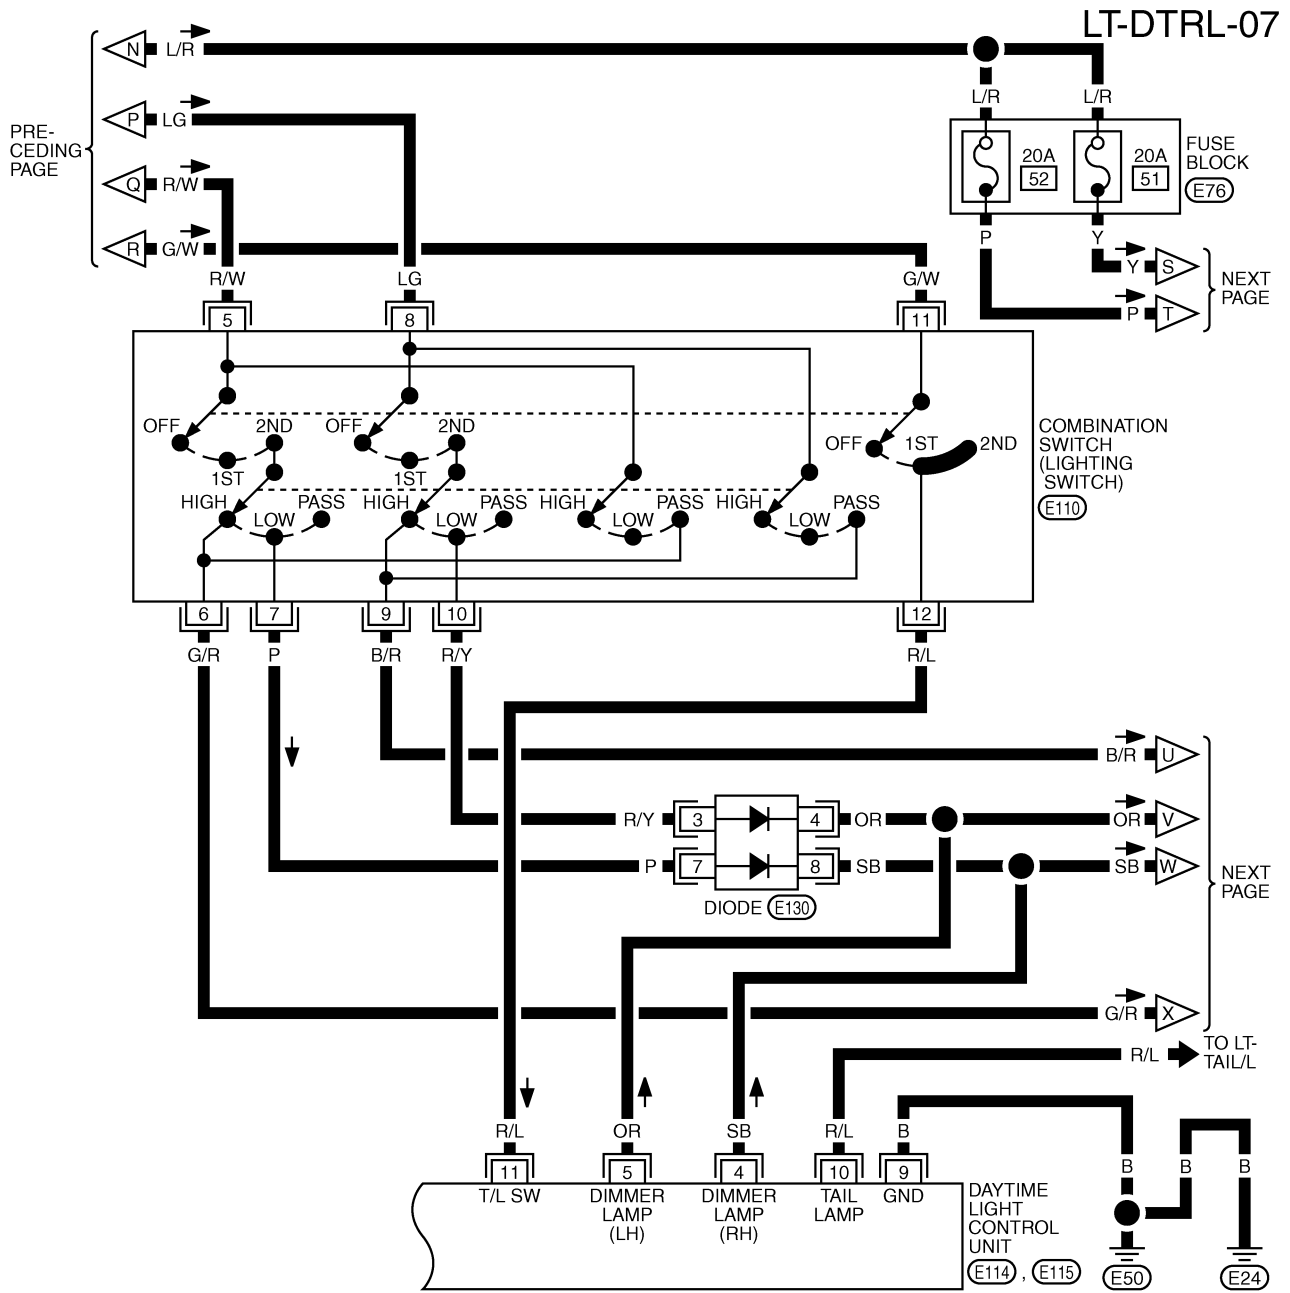 LT-DTRL-07
N L/R
P LG
Q R/W
R G/W
PRE-
CEDING
PAGE
L/R L/R
20A
52
20A
51
FUSE
BLOCK
E76
P Y
Y S
P T
NEXT
PAGE
R/W LG G/W
5 8 11
OFF 2ND OFF 2ND OFF 1ST 2ND
1ST 1ST
HIGH PASS HIGH PASS HIGH PASS HIGH PASS
LOW LOW LOW LOW
COMBINATION
SWITCH
(LIGHTING
SWITCH)
E110
6 7 9 10 12
G/R P B/R R/Y R/L
B/R U
R/Y 3 4 OR OR V
P 7 8 SB SB W
DIODE E130
NEXT
PAGE
G/R X
R/L TO LT-
TAIL/L
R/L OR SB R/L B
11 5 4 10 9
T/L SW
DIMMER
LAMP
(LH)
DIMMER
LAMP
(RH)
TAIL
LAMP
GND
DAYTIME
LIGHT
CONTROL
UNIT
E114 , E115
B B B
E50 E24